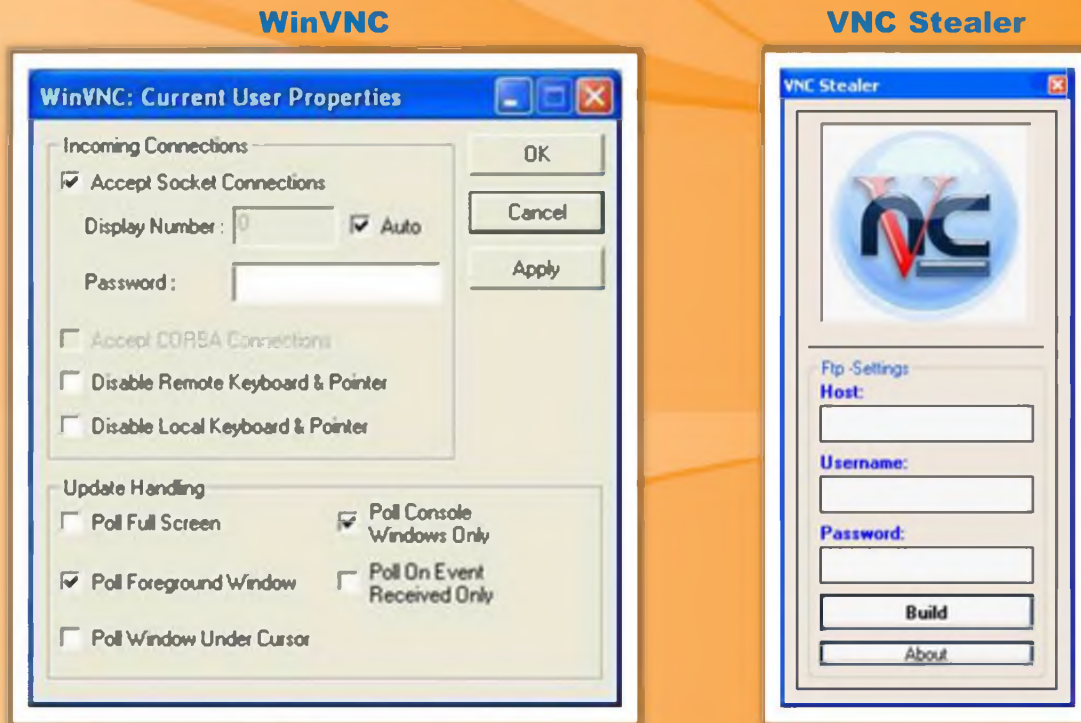 WinVNC
VNC Stealer
WinVNC: Current User Properties
Incoming Connections
Accept Socket Connections
Display Number :
0
Auto
Password :
Accept CORBA Connections
Disable Remote Keyboard & Pointer
Disable Local Keyboard & Pointer
OK
Cancel
Apply
Update Handling
Poll Full Screen
Poll Console
Windows Only
Poll Foreground Window
Poll On Event
Received Only
Poll Window Under Cursor
VNC Stealer
VNC
Ftp -Settings
Host:
Username:
Password:
Build
About